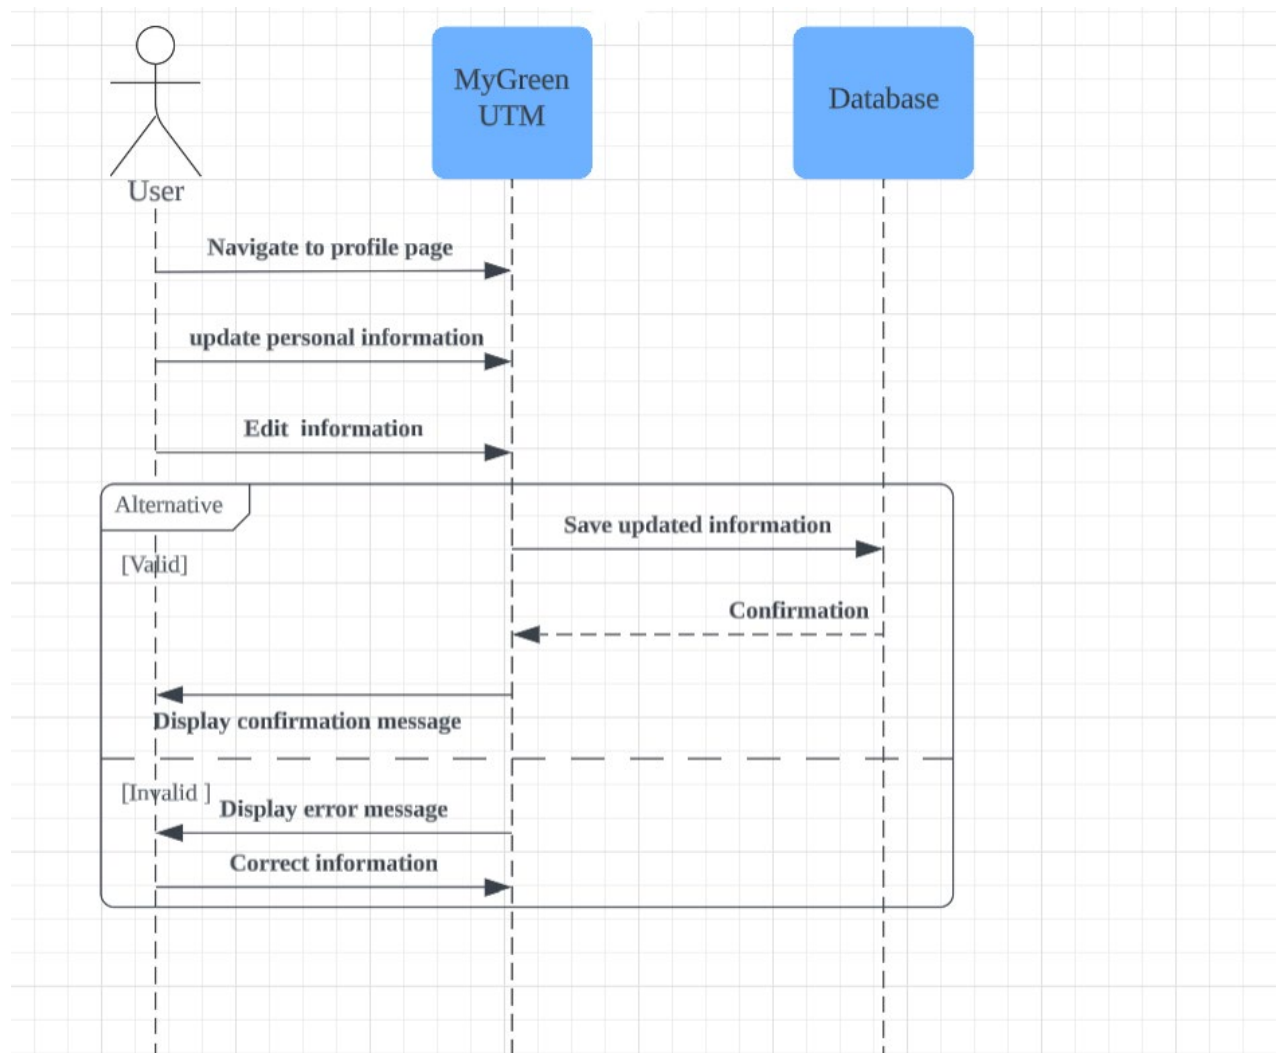 MyGreen
UTM
Database
User
Navigate to profile page
update personal information
Edit information
Alternative
Save updated information
[Valid]
Confirmation
Display confirmation message
[Invalid ]
Display error message
Correct information